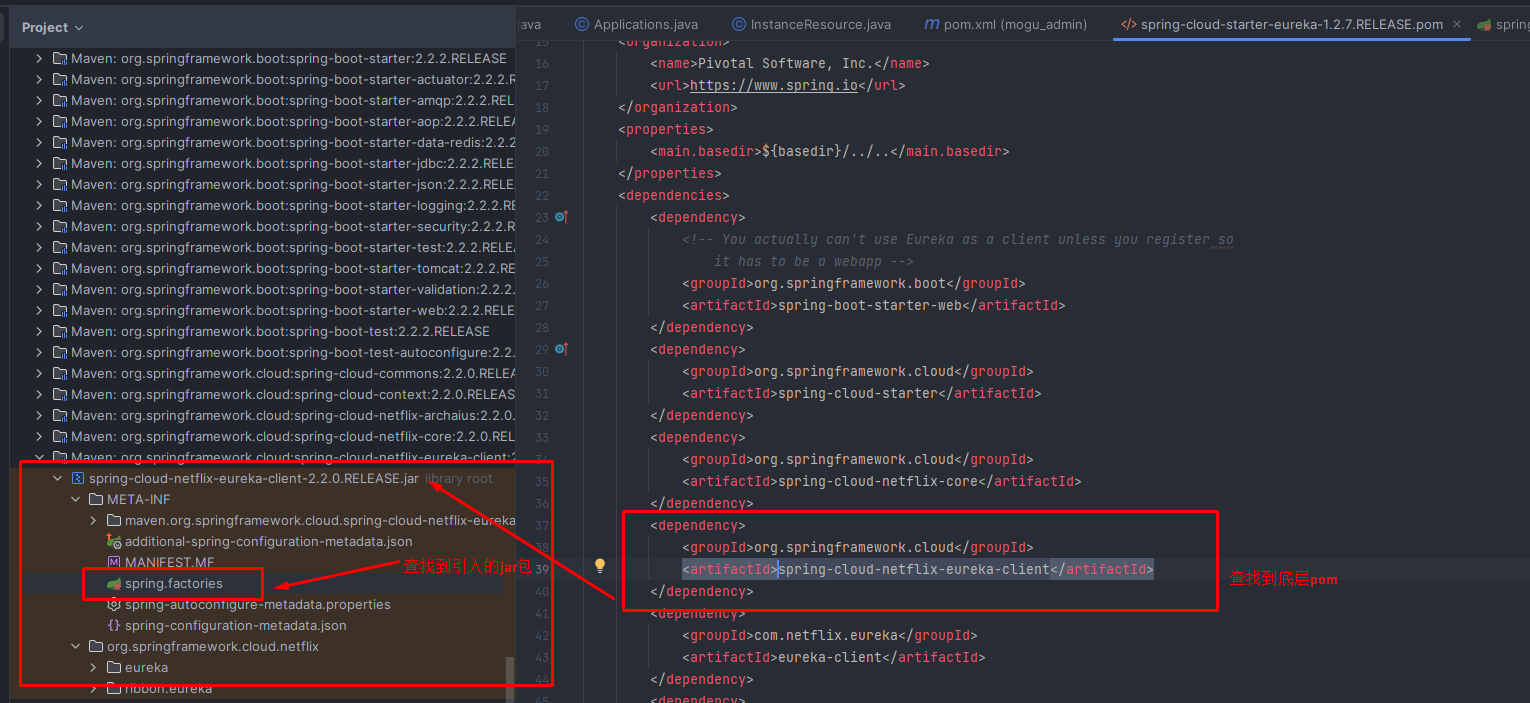 Project
Maven: org.springframework.boot:spring-boot-starter:2.2.2.RELEASE
Maven: org.springframework.boot:spring-boot-starter-actuator:2.2.2.R
Maven: org.springframework.boot:spring-boot-starter-amqp:2.2.2.REL
Maven: org.springframework.boot:spring-boot-starter-aop:2.2.2.RELEA
Maven: org.springframework.boot:spring-boot-starter-data-redis:2.2.2
Maven: org.springframework.boot:spring-boot-starter-jdbc:2.2.2.RELE
Maven: org.springframework.boot:spring-boot-starter-json:2.2.2.RELEA
Maven: org.springframework.boot:spring-boot-starter-logging:2.2.2.RE
Maven: org.springframework.boot:spring-boot-starter-security:2.2.2.R
Maven: org.springframework.boot:spring-boot-starter-test:2.2.2.RELEA
Maven: org.springframework.boot:spring-boot-starter-tomcat:2.2.2.RE
Maven: org.springframework.boot:spring-boot-starter-validation:2.2.2.
Maven: org.springframework.boot:spring-boot-starter-web:2.2.2.RELE
Maven: org.springframework.boot:spring-boot-test:2.2.2.RELEASE
Maven: org.springframework.boot:spring-boot-test-autoconfigure:2.2.
Maven: org.springframework.cloud:spring-cloud-commons:2.2.0.RELEA
Maven: org.springframework.cloud:spring-cloud-context:2.2.0.RELEAS
Maven: org.springframework.cloud:spring-cloud-netflix-archaius:2.2.0.
Maven: org.springframework.cloud:spring-cloud-netflix-core:2.2.0.REL
Maven: org.springframework.cloud:spring-cloud-netflix-eureka-client:2
spring-cloud-netflix-eureka-client-2.2.0.RELEASE.jar library root
META-INF
maven.org.springframework.cloud.spring-cloud-netflix-eureka
additional-spring-configuration-metadata.json
MANIFEST.MF
spring.factories
spring-autoconfigure-metadata.properties
spring-configuration-metadata.json
org.springframework.cloud.netflix
eureka
ribbon.eureka
查找到引入的jar包
java Applications.java InstanceResource.java pom.xml (mogu_admin) spring-cloud-starter-eureka-1.2.7.RELEASE.pom spring
15 <organization>
16 <name>Pivotal Software, Inc.</name>
17 <url>https://www.spring.io</url>
18 </organization>
19 <properties>
20 <main.basedir>${basedir}/../..</main.basedir>
21 </properties>
22 <dependencies>
23 <dependency>
24 <!-- You actually can't use Eureka as a client unless you register so
25 it has to be a webapp -->
26 <groupId>org.springframework.boot</groupId>
27 <artifactId>spring-boot-starter-web</artifactId>
28 </dependency>
29 <dependency>
30 <groupId>org.springframework.cloud</groupId>
31 <artifactId>spring-cloud-starter</artifactId>
32 </dependency>
33 <dependency>
34 <groupId>org.springframework.cloud</groupId>
35 <artifactId>spring-cloud-netflix-core</artifactId>
36 </dependency>
37 <dependency>
38 <groupId>org.springframework.cloud</groupId>
39 <artifactId>spring-cloud-netflix-eureka-client</artifactId>
40 </dependency>
41 <dependency>
42 <groupId>com.netflix.eureka</groupId>
43 <artifactId>eureka-client</artifactId>
44 </dependency>
45 <dependency>
查找到底层pom